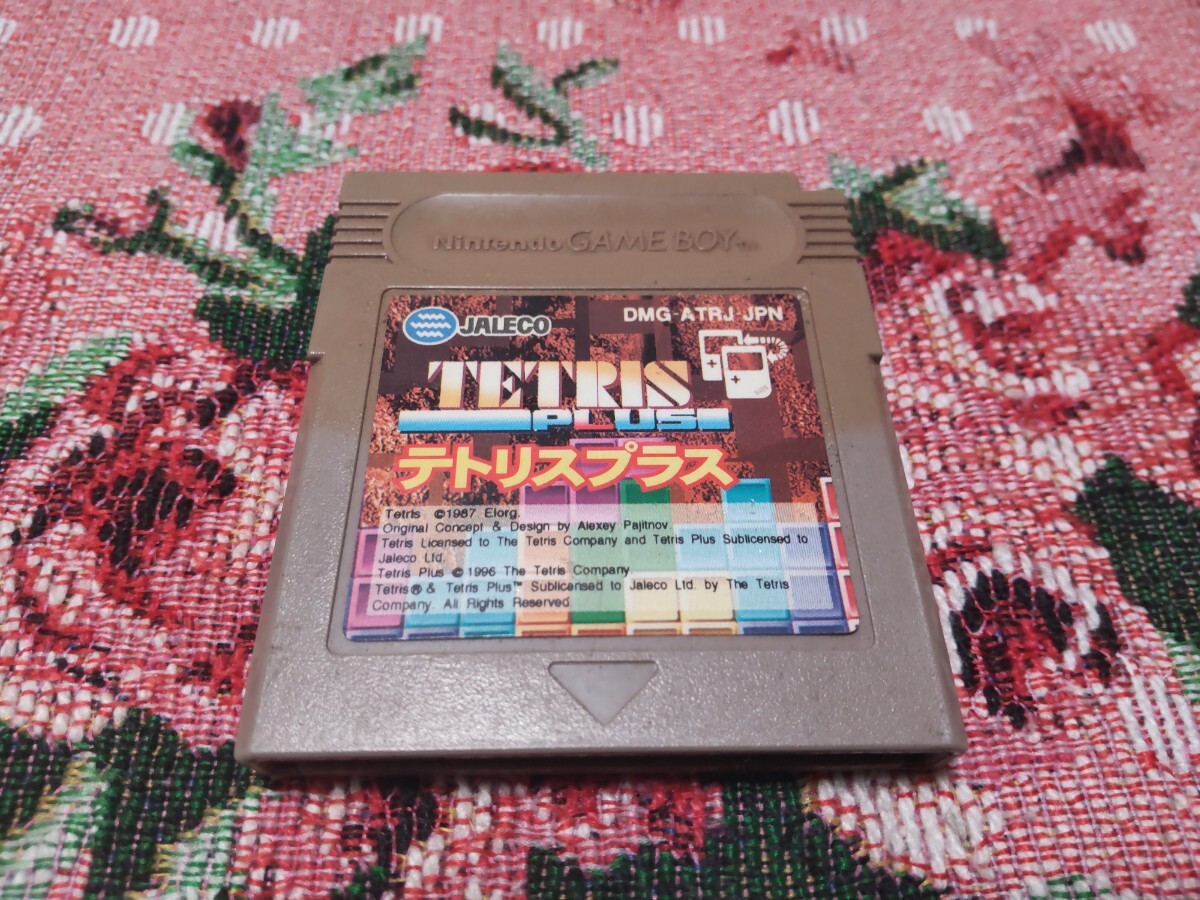 Nintendo GAME BOY
JALECO
DMG-ATRJ-JPN
TETRIS
PLUS
テトリスプラス
Tetris ©1987 Elorg.
Original Concept & Design by Alexey Pajitnov.
Tetris Licensed to The Tetris Company and Tetris Plus Sublicensed to
Jaleco Ltd.
Tetris Plus © 1996 The Tetris Company.
Tetris® & Tetris Plus™ Sublicensed to Jaleco Ltd. by The Tetris
Company. All Rights Reserved.